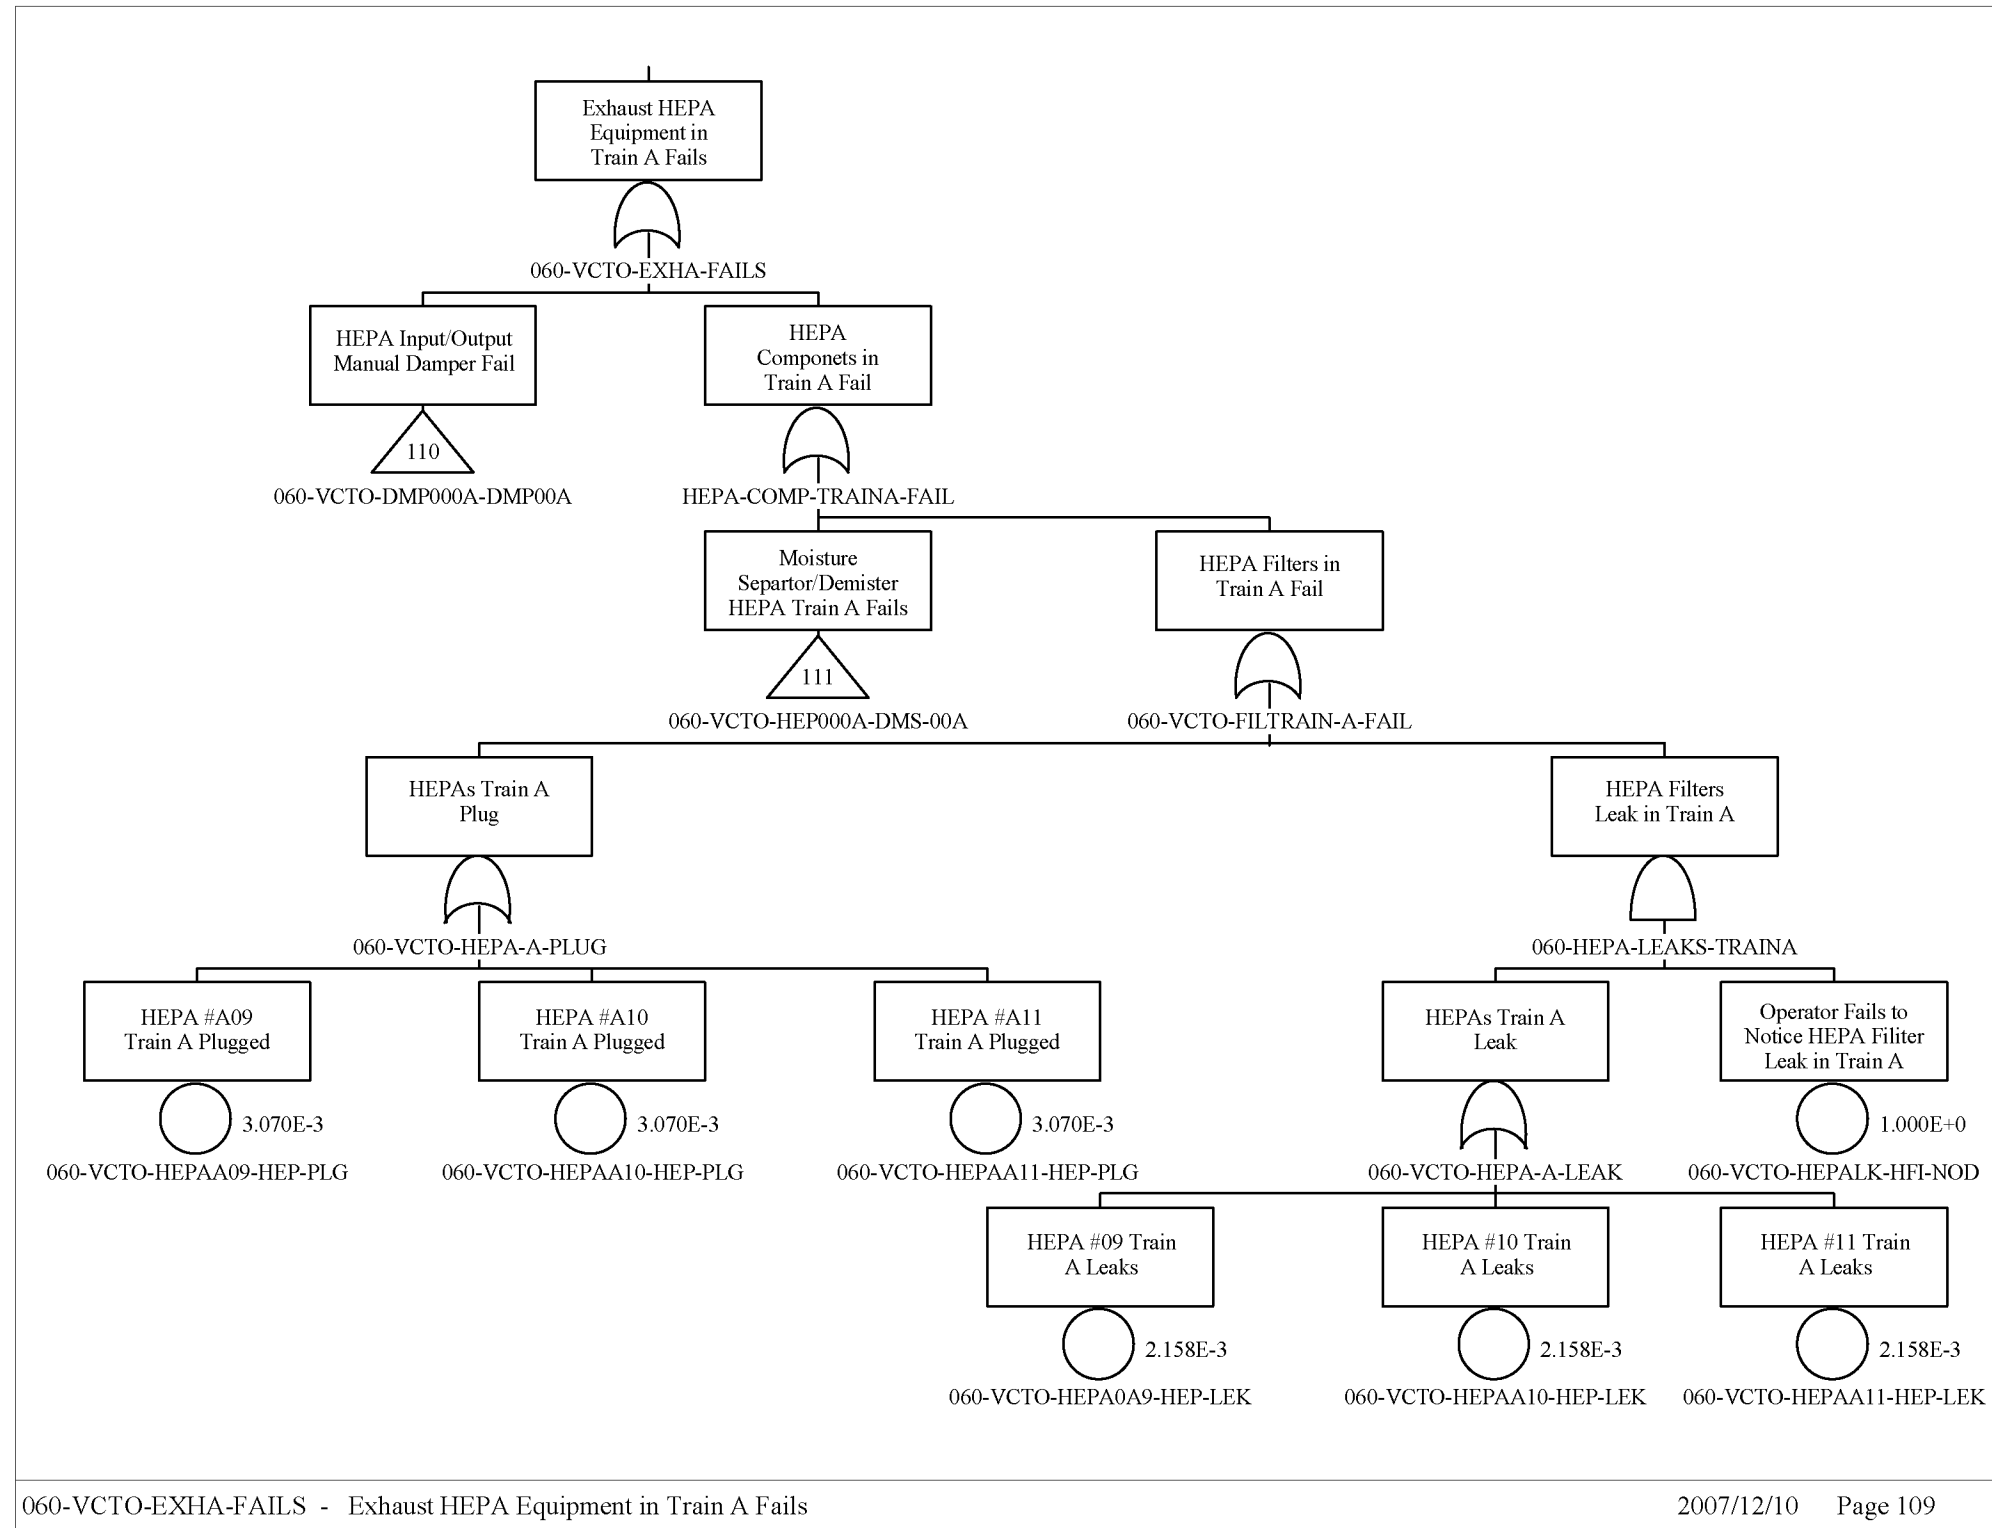 Exhaust HEPA
Equipment in
Train A Fails
060-VCTO-EXHA-FAILS
HEPA Input/Output
Manual Damper Fail
110
060-VCTO-DMP000A-DMP00A
HEPA
Componets in
Train A Fail
HEPA-COMP-TRAINA-FAIL
Moisture
Separtor/Demister
HEPA Train A Fails
111
060-VCTO-HEP000A-DMS-00A
HEPA Filters in
Train A Fail
060-VCTO-FILTRAIN-A-FAIL
HEPAs Train A
Plug
060-VCTO-HEPA-A-PLUG
HEPA Filters
Leak in Train A
060-HEPA-LEAKS-TRAINA
HEPA #A09
Train A Plugged
3.070E-3
060-VCTO-HEPAA09-HEP-PLG
HEPA #A10
Train A Plugged
3.070E-3
060-VCTO-HEPAA10-HEP-PLG
HEPA #A11
Train A Plugged
3.070E-3
060-VCTO-HEPAA11-HEP-PLG
HEPAs Train A
Leak
060-VCTO-HEPA-A-LEAK
Operator Fails to
Notice HEPA Filiter
Leak in Train A
1.000E+0
060-VCTO-HEPALK-HFI-NOD
HEPA #09 Train
A Leaks
2.158E-3
060-VCTO-HEPA0A9-HEP-LEK
HEPA #10 Train
A Leaks
2.158E-3
060-VCTO-HEPAA10-HEP-LEK
HEPA #11 Train
A Leaks
2.158E-3
060-VCTO-HEPAA11-HEP-LEK
060-VCTO-EXHA-FAILS - Exhaust HEPA Equipment in Train A Fails
2007/12/10 Page 109